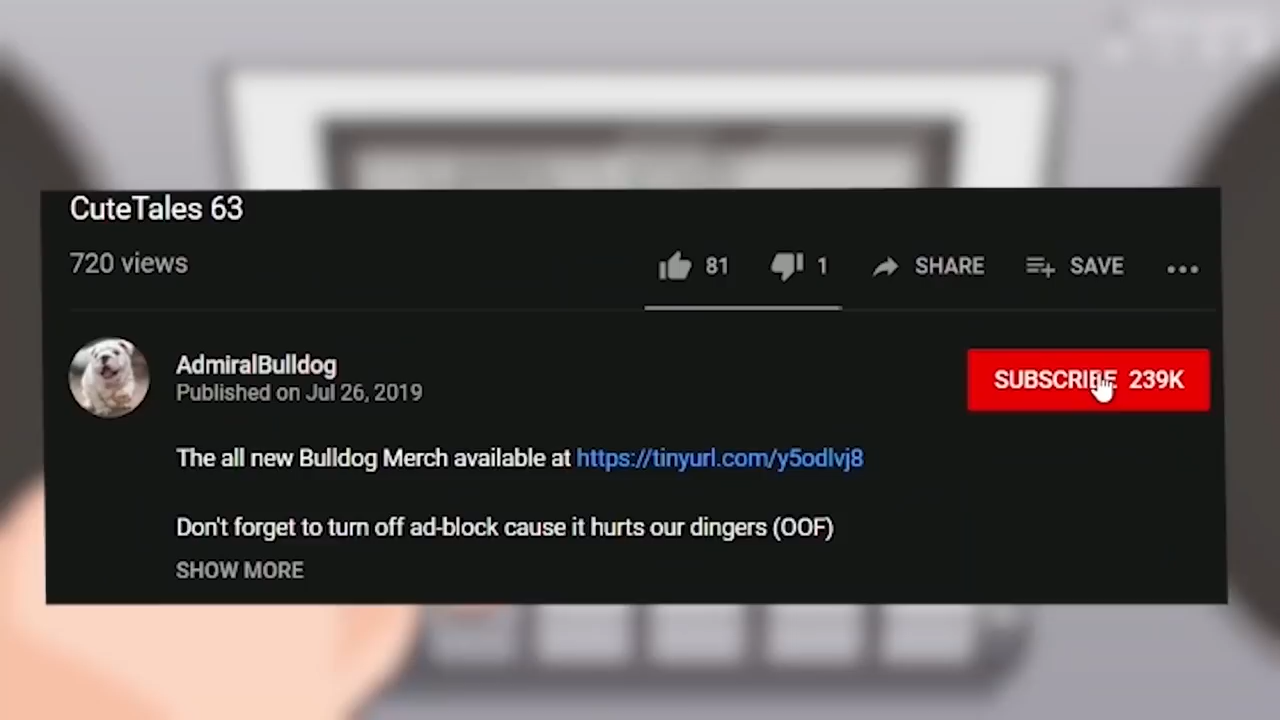 CuteTales 63
720 views
81
1
SHARE
SAVE
AdmiralBulldog
Published on Jul 26, 2019
SUBSCRIBE 239K
The all new Bulldog Merch available at https://tinyurl.com/y5odlvj8
Don't forget to turn off ad-block cause it hurts our dingers (OOF)
SHOW MORE